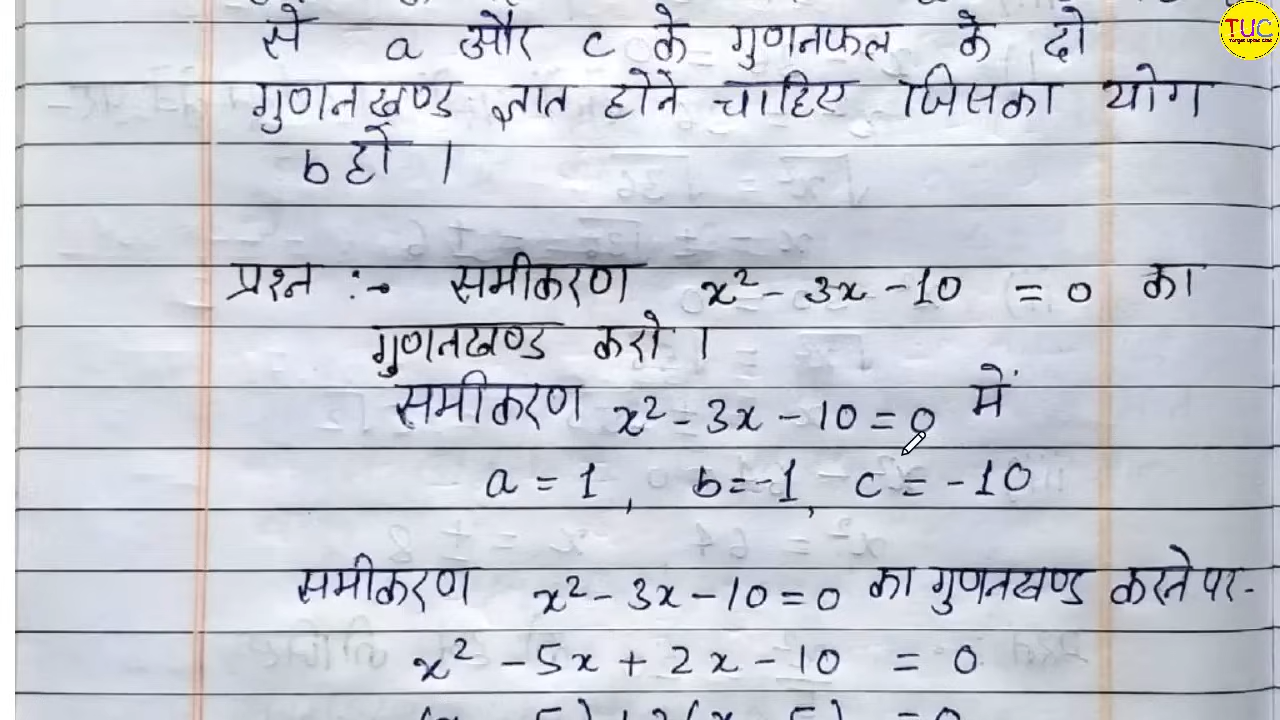 से a और c के गुणनफल के दो
गुणनखण्ड ज्ञात होने चाहिए जिसका योग
b हो ।
प्रश्न :- समीकरण x² - 3x - 10 = 0 का
गुणनखण्ड करो ।
समीकरण x² - 3x - 10 = 0 में
a = 1, b = -1, c = -10
समीकरण x² - 3x - 10 = 0 का गुणनखण्ड करने पर -
x² - 5x + 2x - 10 = 0
TUC